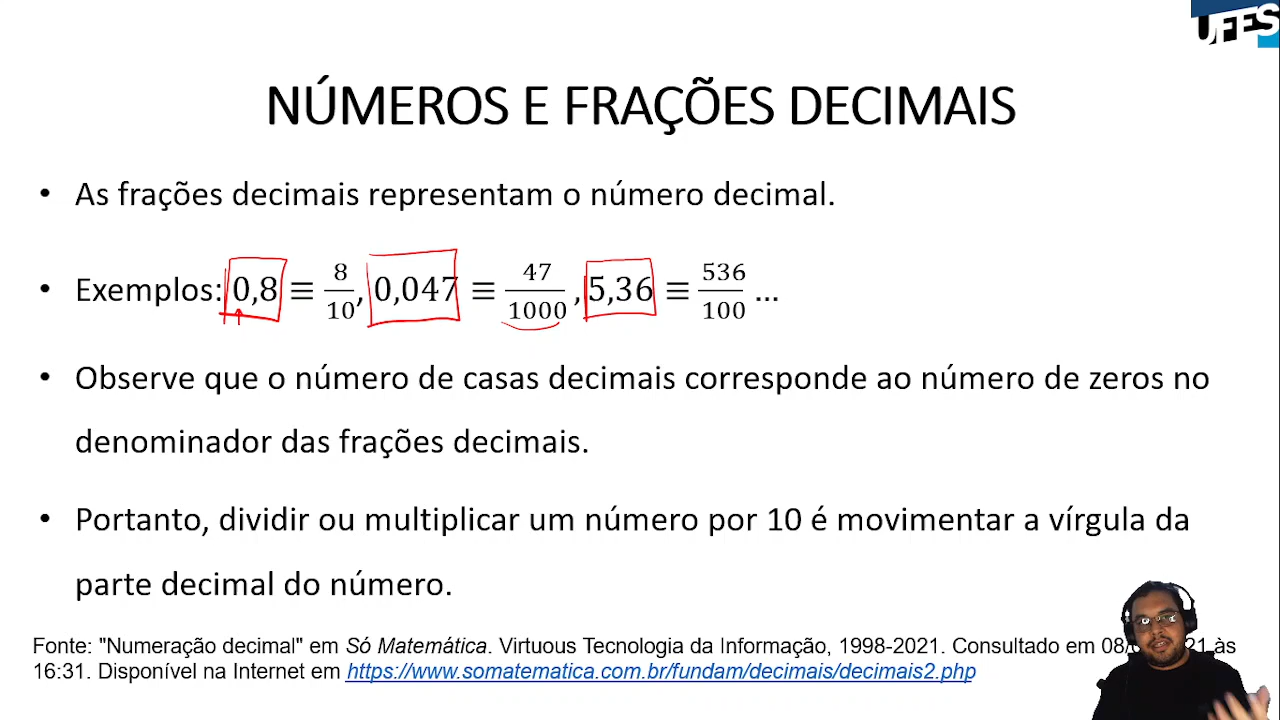 UFES
NÚMEROS E FRAÇÕES DECIMAIS
• As frações decimais representam o número decimal.
• Exemplos: 0,8 ≡ 8/10, 0,047 ≡ 47/1000 , 5,36 ≡ 536/100 ...
• Observe que o número de casas decimais corresponde ao número de zeros no
denominador das frações decimais.
• Portanto, dividir ou multiplicar um número por 10 é movimentar a vírgula da
parte decimal do número.
Fonte: "Numeração decimal" em Só Matemática. Virtuous Tecnologia da Informação, 1998-2021. Consultado em 08/ 21 às
16:31. Disponível na Internet em https://www.somatematica.com.br/fundam/decimais/decimais2.php